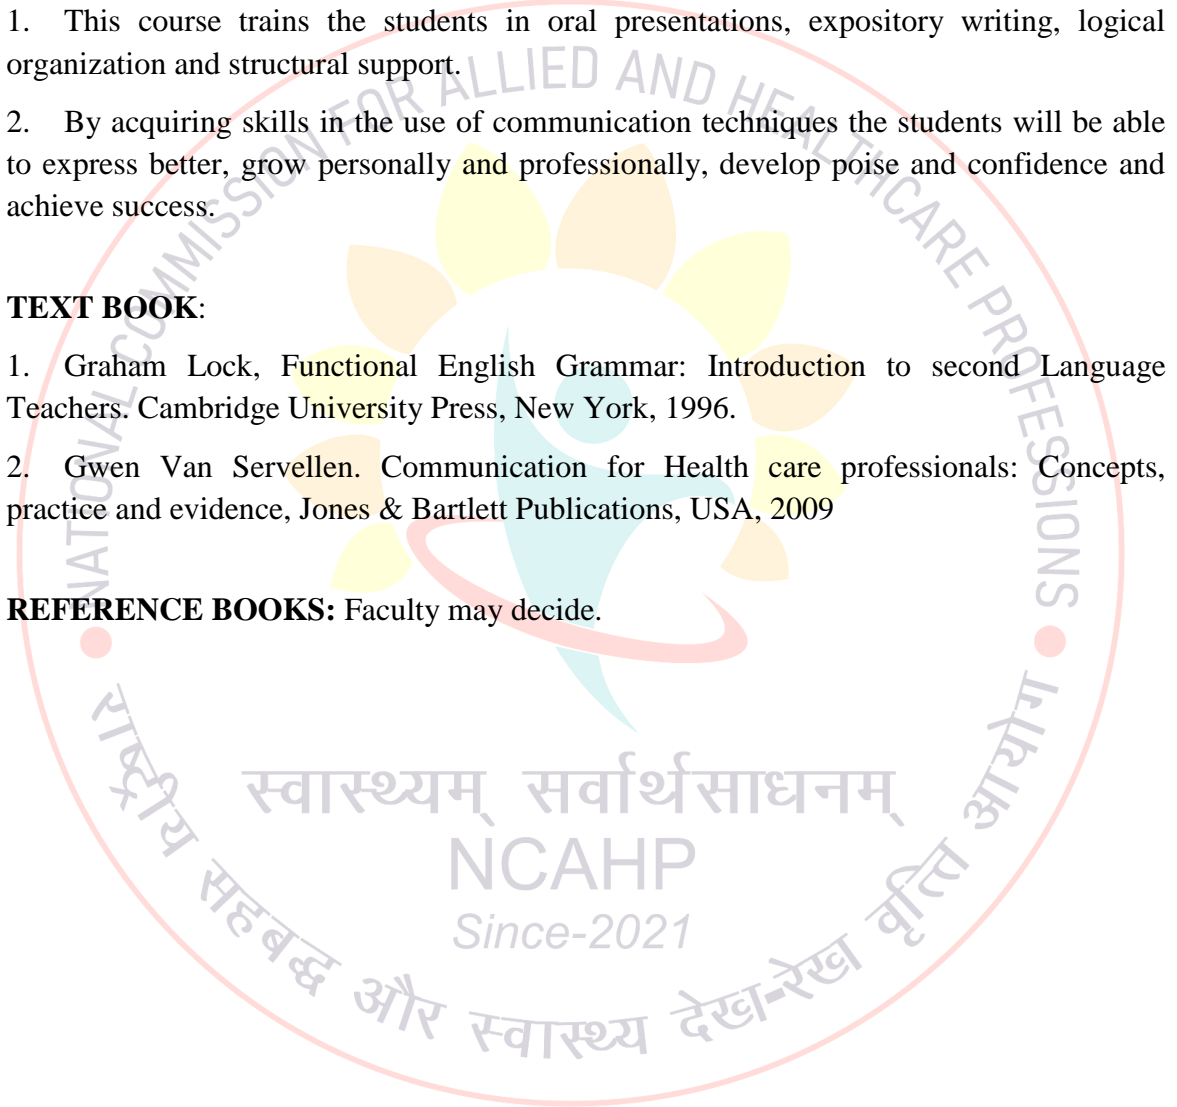 1. This course trains the students in oral presentations, expository writing, logical
organization and structural support.
2. By acquiring skills in the use of communication techniques the students will be able
to express better, grow personally and professionally, develop poise and confidence and
achieve success.
TEXT BOOK:
1. Graham Lock, Functional English Grammar: Introduction to second Language
Teachers. Cambridge University Press, New York, 1996.
2. Gwen Van Servellen. Communication for Health care professionals: Concepts,
practice and evidence, Jones & Bartlett Publications, USA, 2009
REFERENCE BOOKS: Faculty may decide.
NATIONAL COMMISSION FOR ALLIED AND HEALTHCARE PROFESSIONS
स्वास्थ्यम् सर्वार्थसाधनम्
NCAHP
Since-2021
राष्ट्रीय सहबद्ध और स्वास्थ्य देख-रेख वृत्ति आयोग